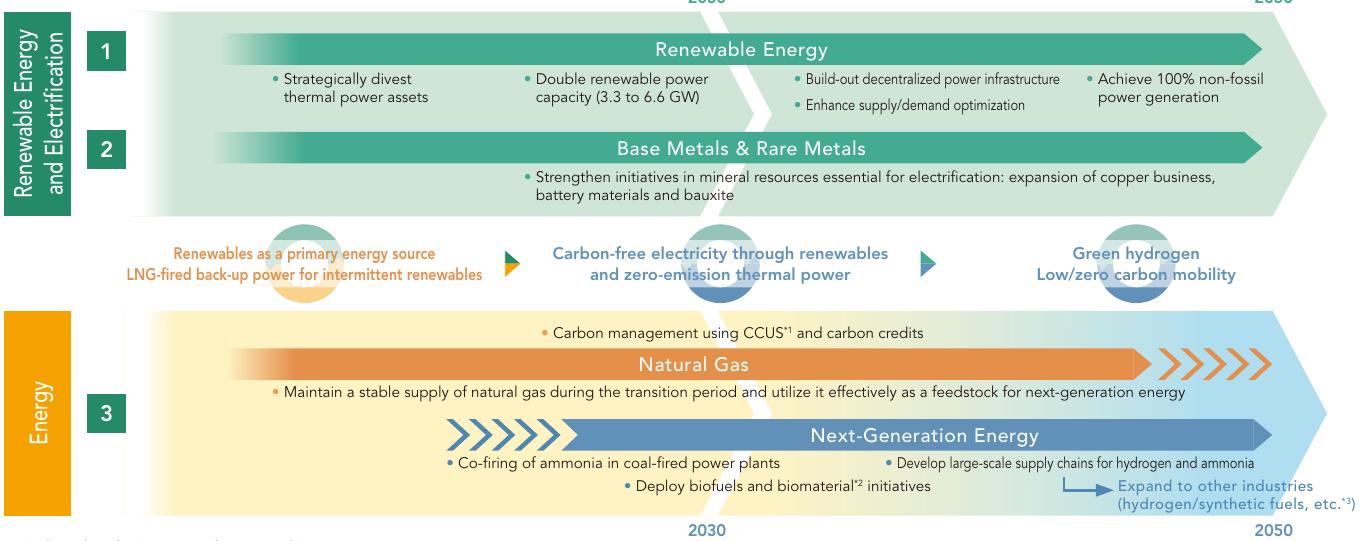 Renewable Energy
and Electrification
1
Renewable Energy
• Strategically divest
thermal power assets
• Double renewable power
capacity (3.3 to 6.6 GW)
• Build-out decentralized power infrastructure
• Enhance supply/demand optimization
• Achieve 100% non-fossil
power generation
2
Base Metals & Rare Metals
• Strengthen initiatives in mineral resources essential for electrification: expansion of copper business,
battery materials and bauxite
Renewables as a primary energy source
LNG-fired back-up power for intermittent renewables
Carbon-free electricity through renewables
and zero-emission thermal power
Green hydrogen
Low/zero carbon mobility
Energy
3
• Carbon management using CCUS*1 and carbon credits
Natural Gas
• Maintain a stable supply of natural gas during the transition period and utilize it effectively as a feedstock for next-generation energy
Next-Generation Energy
• Co-firing of ammonia in coal-fired power plants
• Develop large-scale supply chains for hydrogen and ammonia
• Deploy biofuels and biomaterial*2 initiatives
Expand to other industries
(hydrogen/synthetic fuels, etc.*3)
2030
2050